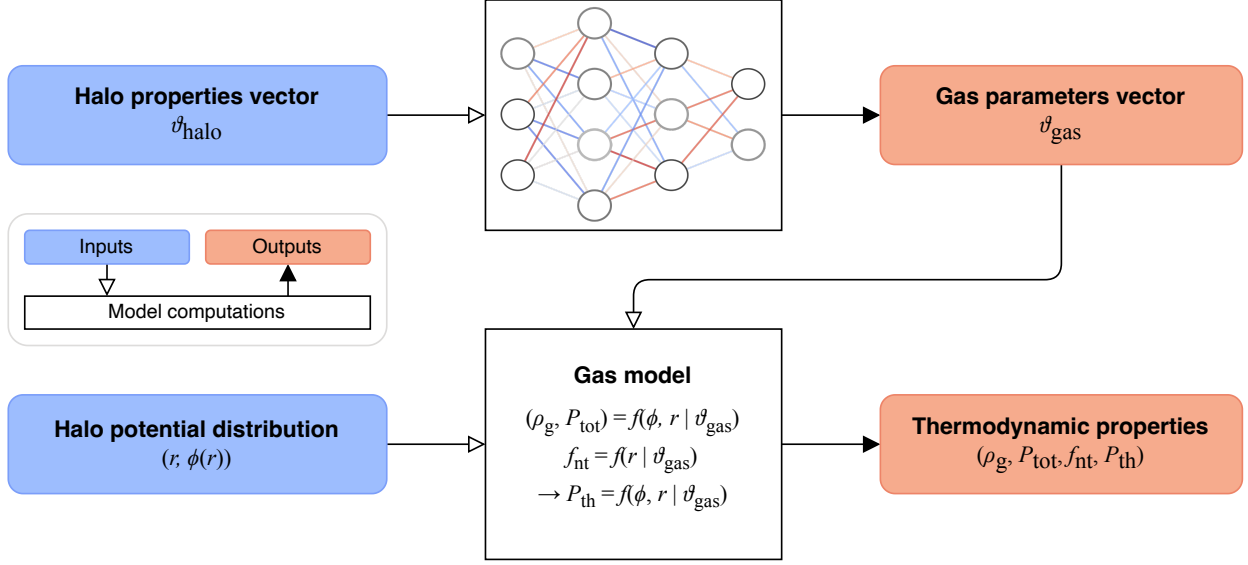 Halo properties vector
ϑhalo
Gas parameters vector
ϑgas
Inputs
Outputs
Model computations
Gas model
(ρg, Ptot) = f(ϕ, r | ϑgas)
fnt = f(r | ϑgas)
→ Pth = f(ϕ, r | ϑgas)
Halo potential distribution
(r, ϕ(r))
Thermodynamic properties
(ρg, Ptot, fnt, Pth)